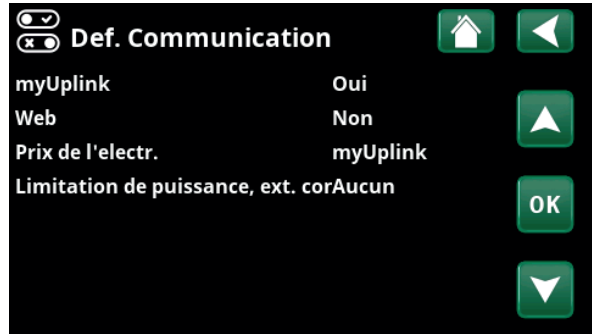 Def. Communication
myUplink Oui
Web Non
Prix de l'electr. myUplink
Limitation de puissance, ext. corAucun
OK